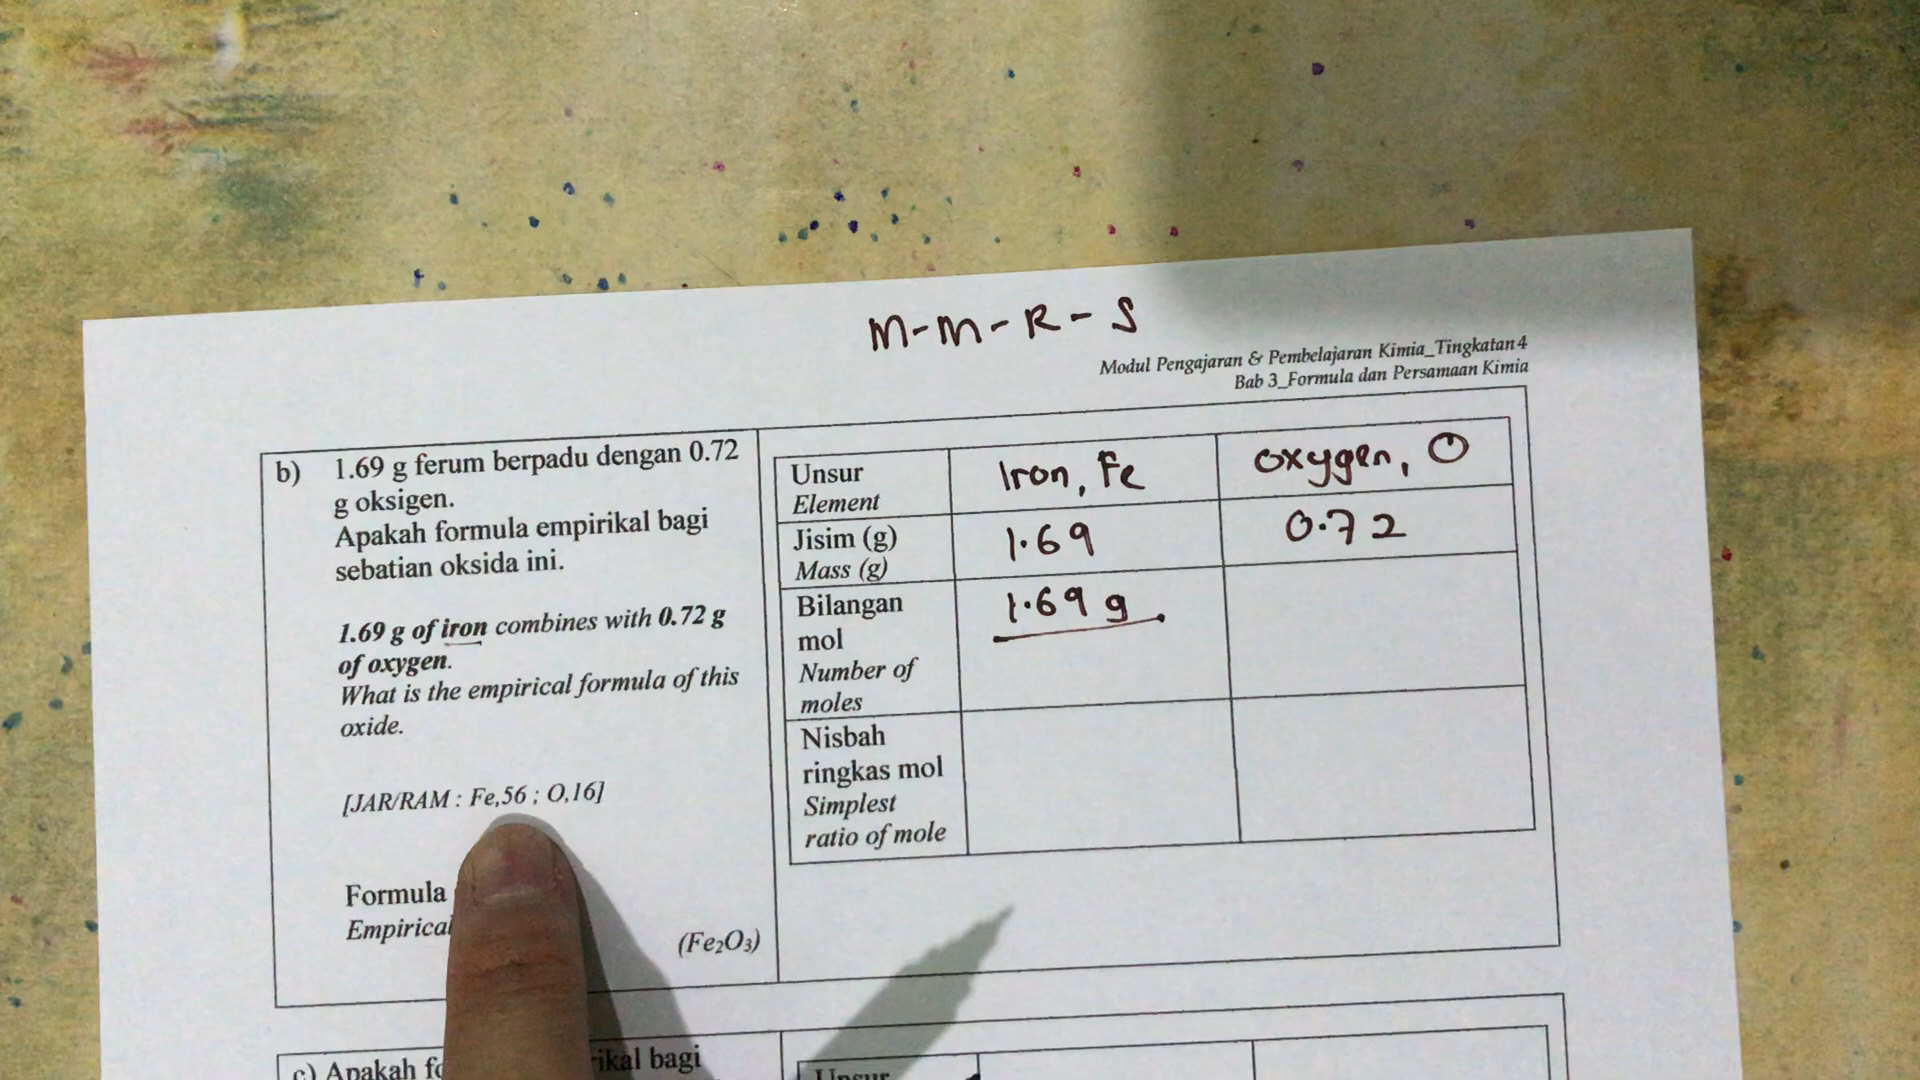 M-M-R-S
Modul Pengajaran & Pembelajaran Kimia_Tingkatan 4
Bab 3_Formula dan Persamaan Kimia
b) 1.69 g ferum berpadu dengan 0.72
g oksigen.
Apakah formula empirikal bagi
sebatian oksida ini.
1.69 g of iron combines with 0.72 g
of oxygen.
What is the empirical formula of this
oxide.
[JAR/RAM : Fe,56 ; O,16]
Formula
(Fe₂O₃)
Unsur
Element
Iron, Fe
oxygen, O
Jisim (g)
Mass (g)
1.69
0.72
Bilangan
mol
Number of
moles
1.69 g
Nisbah
ringkas mol
Simplest
ratio of mole
c) Apakah
bagi
Unsur